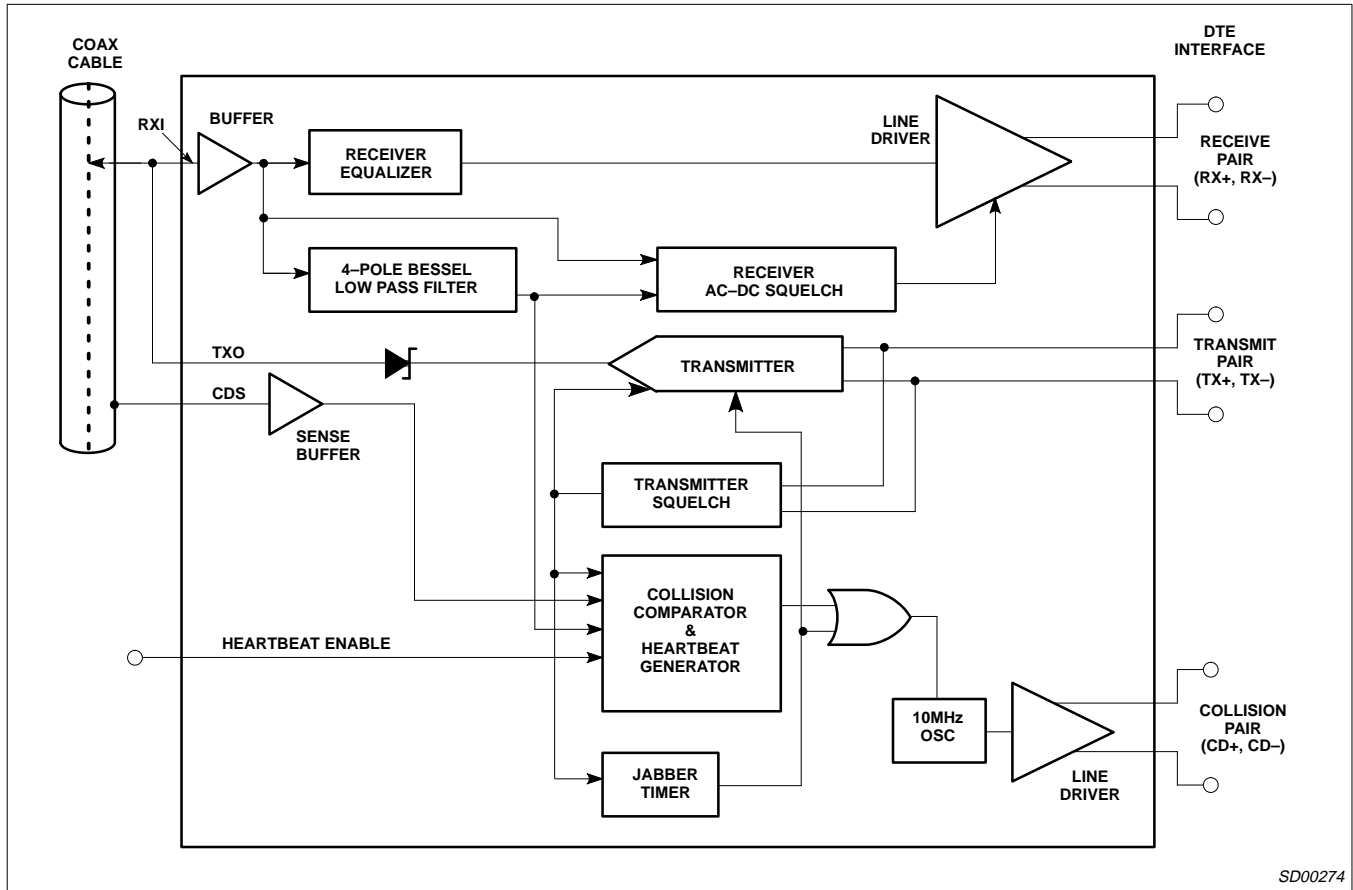 COAX
CABLE
DTE
INTERFACE
RXI
BUFFER
LINE
DRIVER
RECEIVER
EQUALIZER
RECEIVE
PAIR
(RX+, RX–)
4–POLE BESSEL
LOW PASS FILTER
RECEIVER
AC–DC SQUELCH
TXO
TRANSMITTER
TRANSMIT
PAIR
(TX+, TX–)
CDS
SENSE
BUFFER
TRANSMITTER
SQUELCH
COLLISION
COMPARATOR
&
HEARTBEAT
GENERATOR
HEARTBEAT ENABLE
10MHz
OSC
COLLISION
PAIR
(CD+, CD–)
JABBER
TIMER
LINE
DRIVER
SD00274